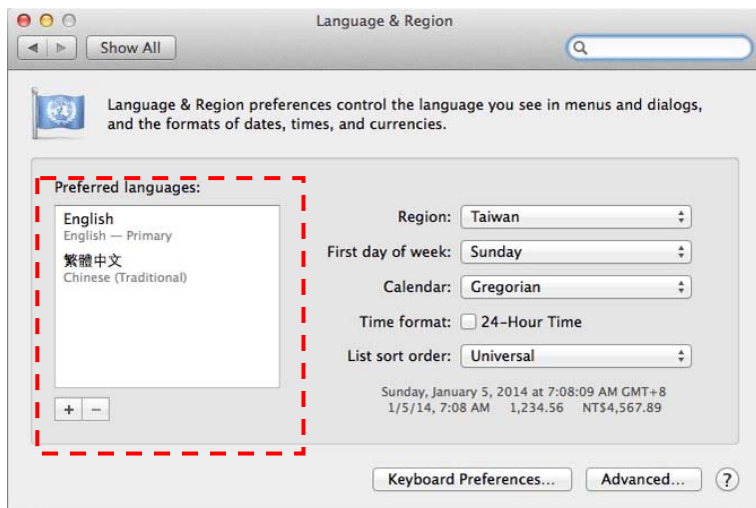 Language & Region
Show All
Language & Region preferences control the language you see in menus and dialogs,
and the formats of dates, times, and currencies.
Preferred languages:
English
English — Primary
繁體中文
Chinese (Traditional)
+ −
Region: Taiwan
First day of week: Sunday
Calendar: Gregorian
Time format: 24-Hour Time
List sort order: Universal
Sunday, January 5, 2014 at 7:08:09 AM GMT+8
1/5/14, 7:08 AM 1,234.56 NT$4,567.89
Keyboard Preferences... Advanced... ?